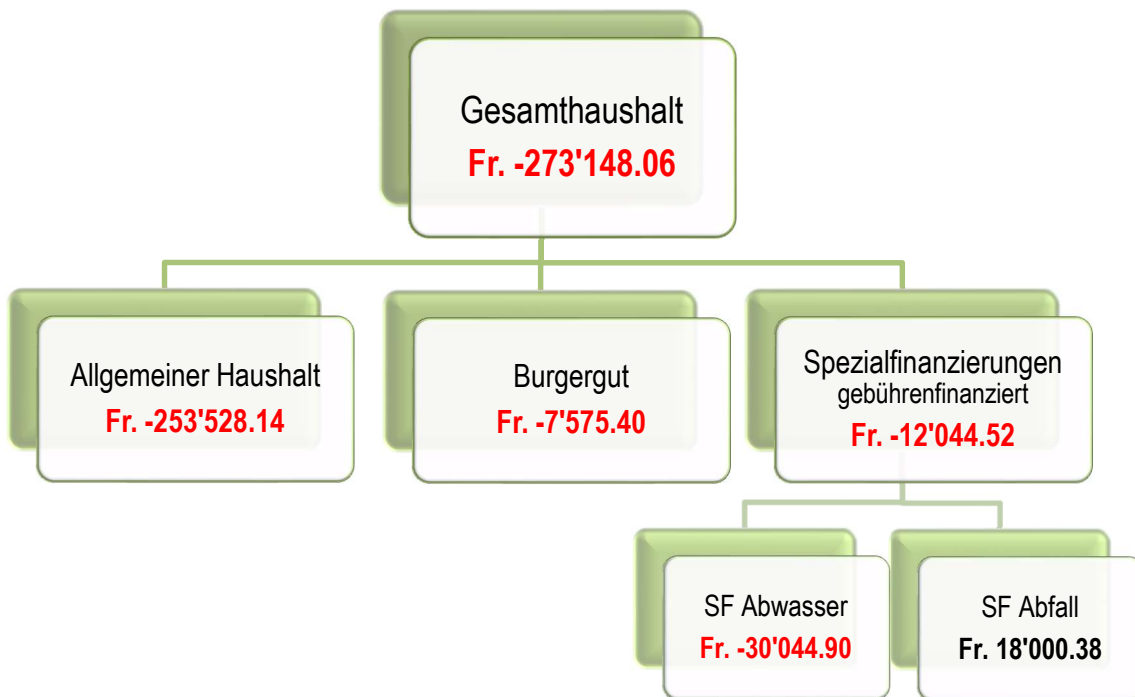 Gesamthaushalt
Fr. -273'148.06
Allgemeiner Haushalt
Fr. -253'528.14
Burgergut
Fr. -7'575.40
Spezialfinanzierungen
gebührenfinanziert
Fr. -12'044.52
SF Abwasser
Fr. -30'044.90
SF Abfall
Fr. 18'000.38